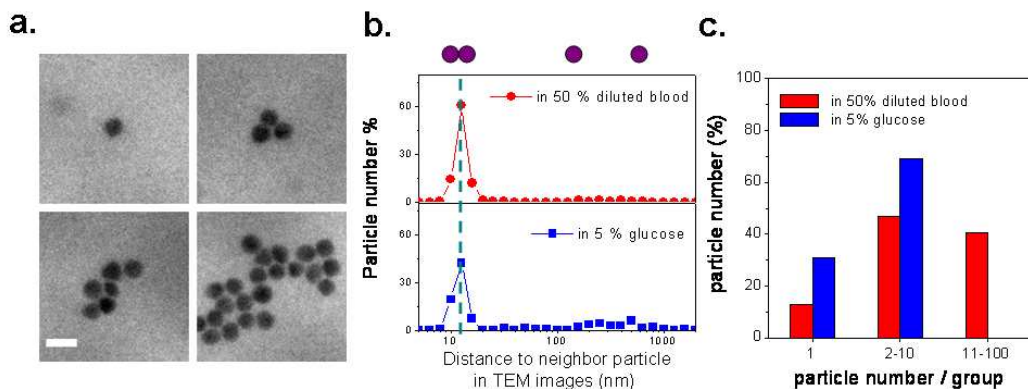 a.
b.
c.
Particle number %
60
30
0
in 50 % diluted blood
60
30
0
in 5 % glucose
10
100
1000
Distance to neighbor particle
in TEM images (nm)
particle number (%)
100
80
60
40
20
0
in 50% diluted blood
in 5% glucose
1
2-10
11-100
particle number / group